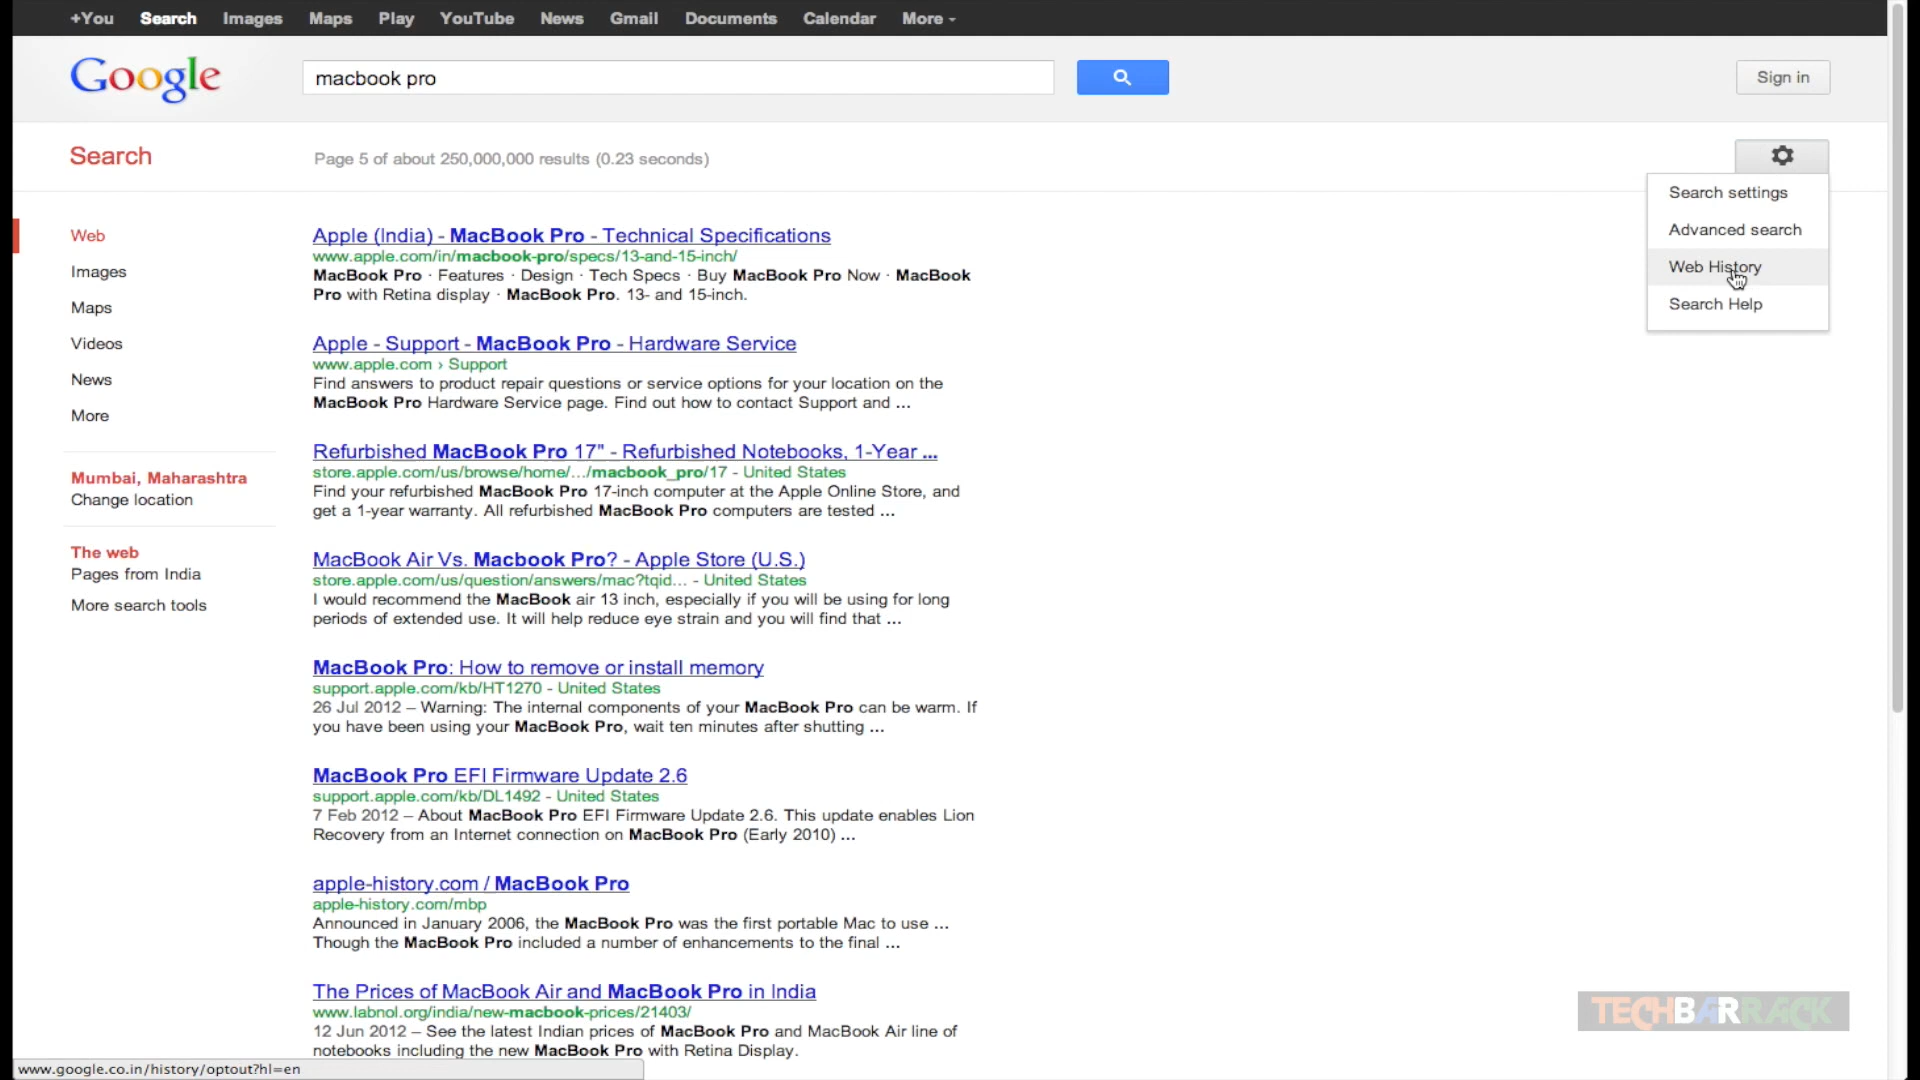 +You Search Images Maps Play YouTube News Gmail Documents Calendar More
Google
macbook pro
Sign in
Search
Page 5 of about 250,000,000 results (0.23 seconds)
Search settings
Advanced search
Web History
Search Help
Web
Images
Maps
Videos
News
More
Mumbai, Maharashtra
Change location
The web
Pages from India
More search tools
Apple (India) - MacBook Pro - Technical Specifications
www.apple.com/in/macbook-pro/specs/13-and-15-inch/
MacBook Pro · Features · Design · Tech Specs · Buy MacBook Pro Now · MacBook
Pro with Retina display · MacBook Pro. 13- and 15-inch.
Apple - Support - MacBook Pro - Hardware Service
www.apple.com › Support
Find answers to product repair questions or service options for your location on the
MacBook Pro Hardware Service page. Find out how to contact Support and ...
Refurbished MacBook Pro 17" - Refurbished Notebooks, 1-Year ...
store.apple.com/us/browse/home/.../macbook_pro/17 - United States
Find your refurbished MacBook Pro 17-inch computer at the Apple Online Store, and
get a 1-year warranty. All refurbished MacBook Pro computers are tested ...
MacBook Air Vs. Macbook Pro? - Apple Store (U.S.)
store.apple.com/us/question/answers/mac?tqid... - United States
I would recommend the MacBook air 13 inch, especially if you will be using for long
periods of extended use. It will help reduce eye strain and you will find that ...
MacBook Pro: How to remove or install memory
support.apple.com/kb/HT1270 - United States
26 Jul 2012 – Warning: The internal components of your MacBook Pro can be warm. If
you have been using your MacBook Pro, wait ten minutes after shutting ...
MacBook Pro EFI Firmware Update 2.6
support.apple.com/kb/DL1492 - United States
7 Feb 2012 – About MacBook Pro EFI Firmware Update 2.6. This update enables Lion
Recovery from an Internet connection on MacBook Pro (Early 2010) ...
apple-history.com / MacBook Pro
apple-history.com/mbp
Announced in January 2006, the MacBook Pro was the first portable Mac to use ...
Though the MacBook Pro included a number of enhancements to the final ...
The Prices of MacBook Air and MacBook Pro in India
www.labnol.org/india/new-macbook-prices/21403/
12 Jun 2012 – See the latest Indian prices of MacBook Pro and MacBook Air line of
notebooks including the new MacBook Pro with Retina Display.
TECHBARRACK
www.google.co.in/history/optout?hl=en